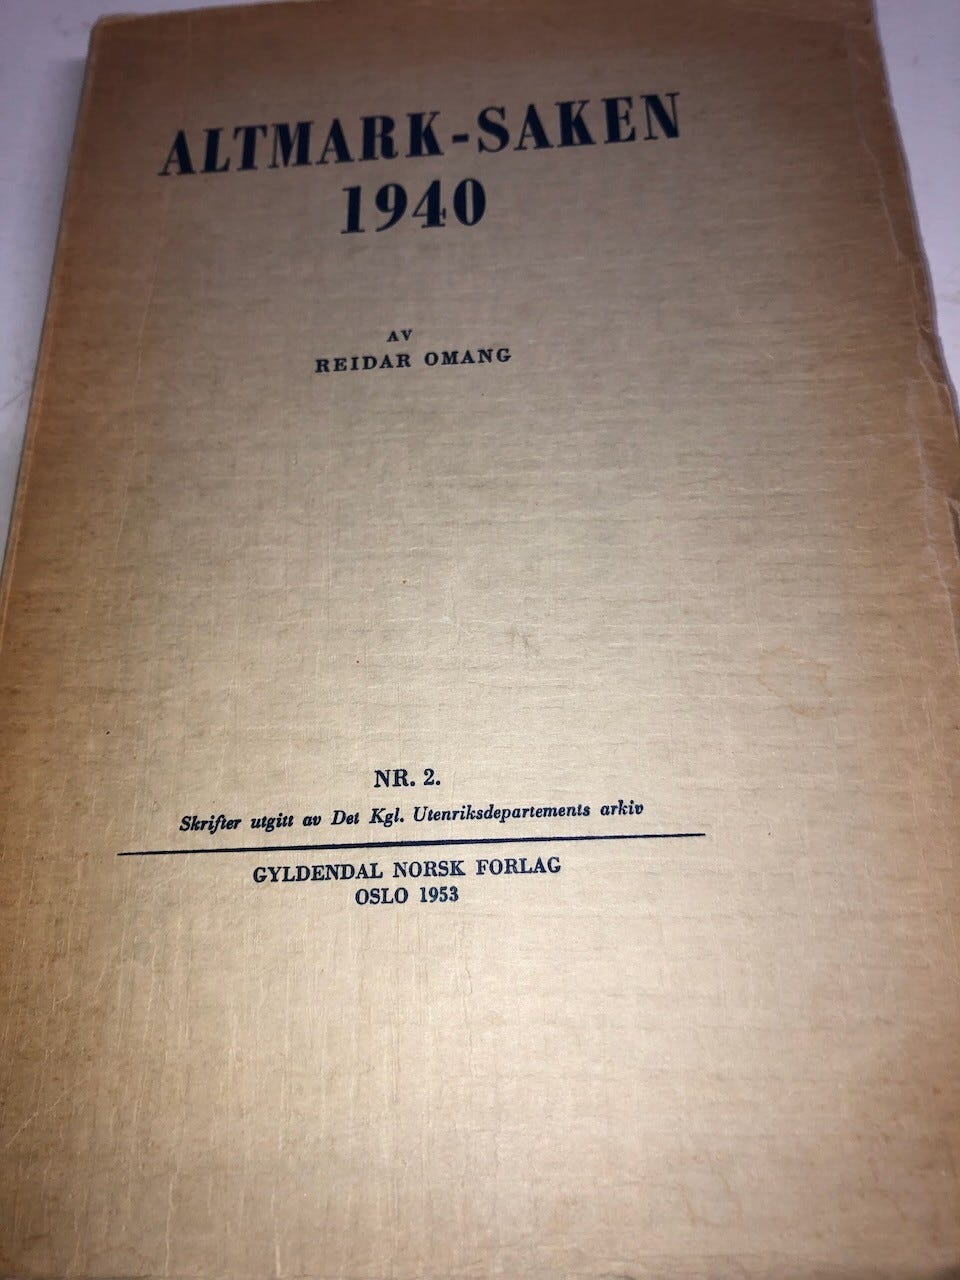 ALTMARK-SAKEN
1940
AV
REIDAR OMANG
NR. 2.
Skrifter utgitt av Det Kgl. Utenriksdepartements arkiv
GYLDENDAL NORSK FORLAG
OSLO 1953